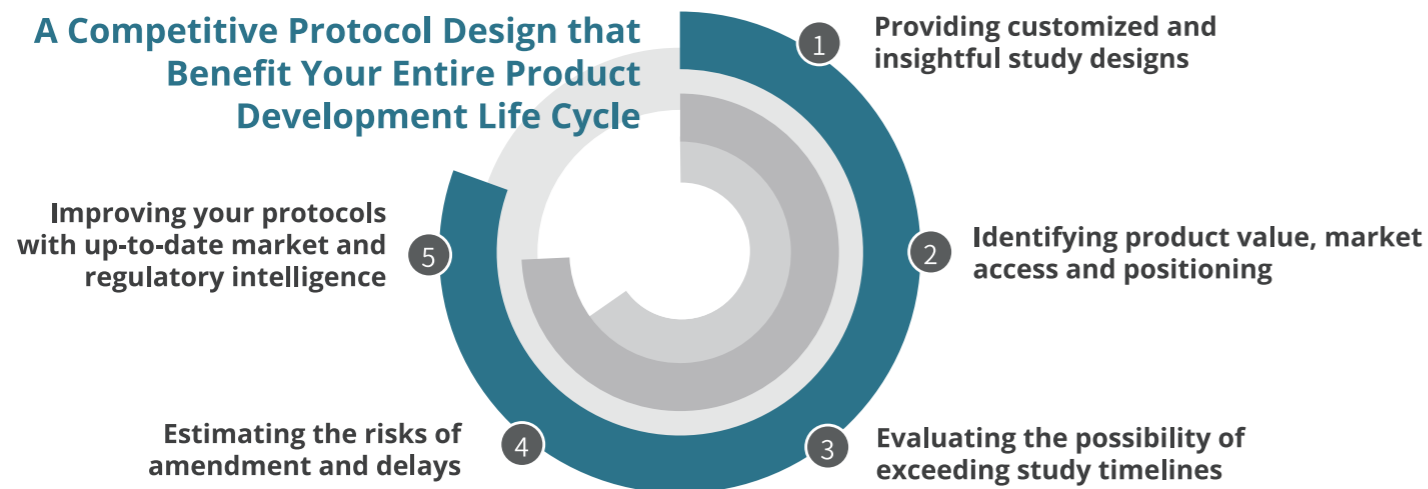 A Competitive Protocol Design that
Benefit Your Entire Product
Development Life Cycle
1
Providing customized and
insightful study designs
2
Identifying product value, market
access and positioning
3
Evaluating the possibility of
exceeding study timelines
4
Estimating the risks of
amendment and delays
5
Improving your protocols
with up-to-date market and
regulatory intelligence